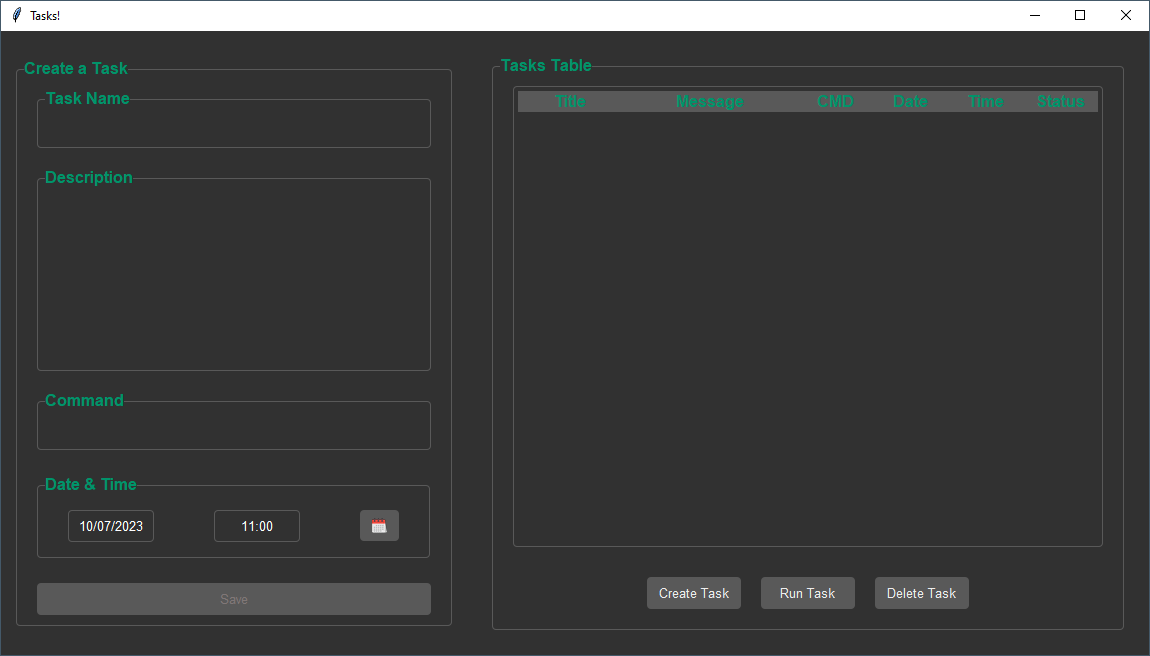 Tasks!
Create a Task
Task Name
Description
Command
Date & Time
10/07/2023 11:00
Save
Tasks Table
Title Message CMD Date Time Status
Create Task Run Task Delete Task